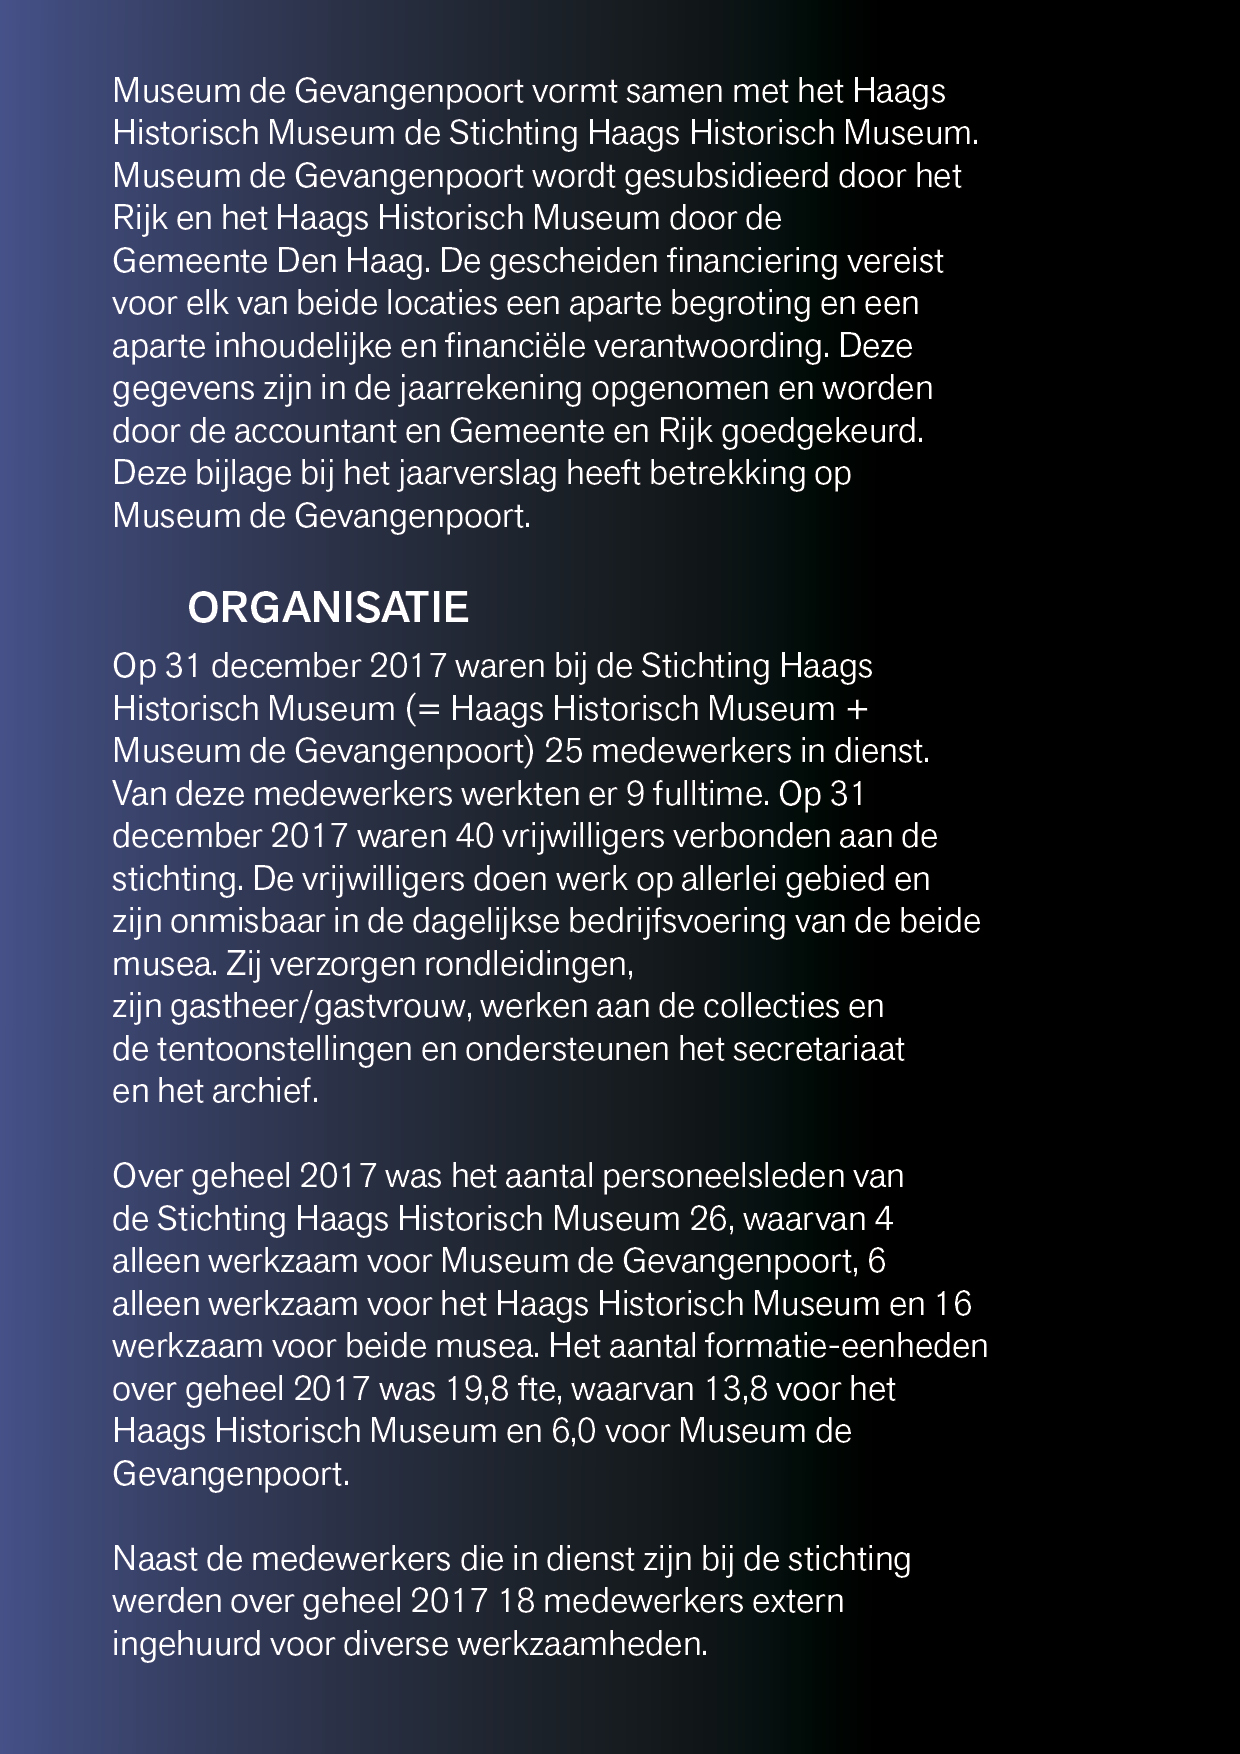 Museum de Gevangenpoort vormt samen met het Haags
Historisch Museum de Stichting Haags Historisch Museum.
Museum de Gevangenpoort wordt gesubsidieerd door het
Rijk en het Haags Historisch Museum door de
Gemeente Den Haag. De gescheiden financiering vereist
voor elk van beide locaties een aparte begroting en een
aparte inhoudelijke en financiële verantwoording. Deze
gegevens zijn in de jaarrekening opgenomen en worden
door de accountant en Gemeente en Rijk goedgekeurd.
Deze bijlage bij het jaarverslag heeft betrekking op
Museum de Gevangenpoort.
ORGANISATIE
Op 31 december 2017 waren bij de Stichting Haags
Historisch Museum (= Haags Historisch Museum +
Museum de Gevangenpoort) 25 medewerkers in dienst.
Van deze medewerkers werkten er 9 fulltime. Op 31
december 2017 waren 40 vrijwilligers verbonden aan de
stichting. De vrijwilligers doen werk op allerlei gebied en
zijn onmisbaar in de dagelijkse bedrijfsvoering van de beide
musea. Zij verzorgen rondleidingen,
zijn gastheer/gastvrouw, werken aan de collecties en
de tentoonstellingen en ondersteunen het secretariaat
en het archief.
Over geheel 2017 was het aantal personeelsleden van
de Stichting Haags Historisch Museum 26, waarvan 4
alleen werkzaam voor Museum de Gevangenpoort, 6
alleen werkzaam voor het Haags Historisch Museum en 16
werkzaam voor beide musea. Het aantal formatie-eenheden
over geheel 2017 was 19,8 fte, waarvan 13,8 voor het
Haags Historisch Museum en 6,0 voor Museum de
Gevangenpoort.
Naast de medewerkers die in dienst zijn bij de stichting
werden over geheel 2017 18 medewerkers extern
ingehuurd voor diverse werkzaamheden.